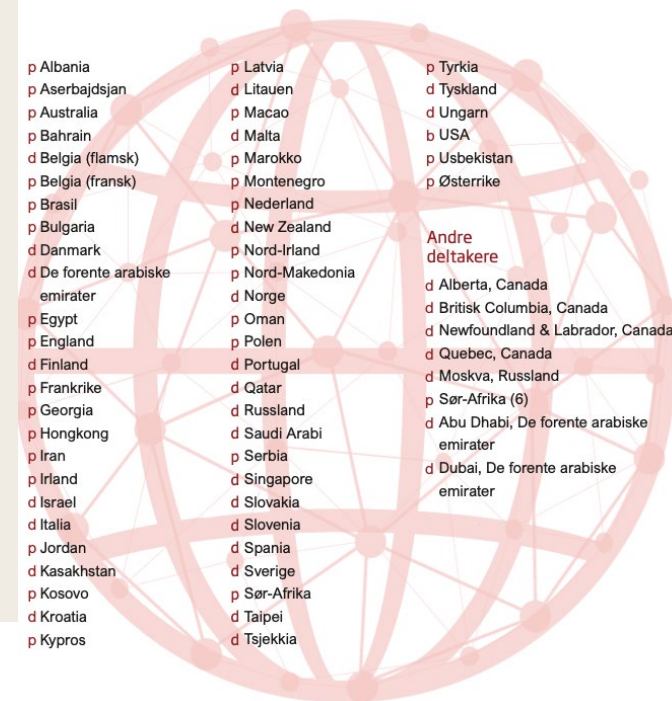 p Albania
p Aserbajdsjan
p Australia
p Bahrain
d Belgia (flamsk)
p Belgia (fransk)
p Brasil
p Bulgaria
d Danmark
d De forente arabiske
emirater
p Egypt
p England
d Finland
p Frankrike
p Georgia
p Hongkong
p Iran
p Irland
d Israel
d Italia
p Jordan
d Kasakhstan
p Kosovo
d Kroatia
p Kypros
p Latvia
d Litauen
p Macao
d Malta
p Marokko
p Montenegro
p Nederland
d New Zealand
p Nord-Irland
p Nord-Makedonia
d Norge
p Oman
p Polen
d Portugal
d Qatar
d Russland
d Saudi Arabi
p Serbia
d Singapore
d Slovakia
d Slovenia
d Spania
d Sverige
p Sør-Afrika
d Taipei
d Tsjekkia
p Tyrkia
d Tyskland
d Ungarn
b USA
p Usbekistan
p Østerrike
Andre
deltakere
d Alberta, Canada
d Britisk Columbia, Canada
d Newfoundland & Labrador, Canada
d Quebec, Canada
d Moskva, Russland
p Sør-Afrika (6)
d Abu Dhabi, De forente arabiske
emirater
d Dubai, De forente arabiske
emirater